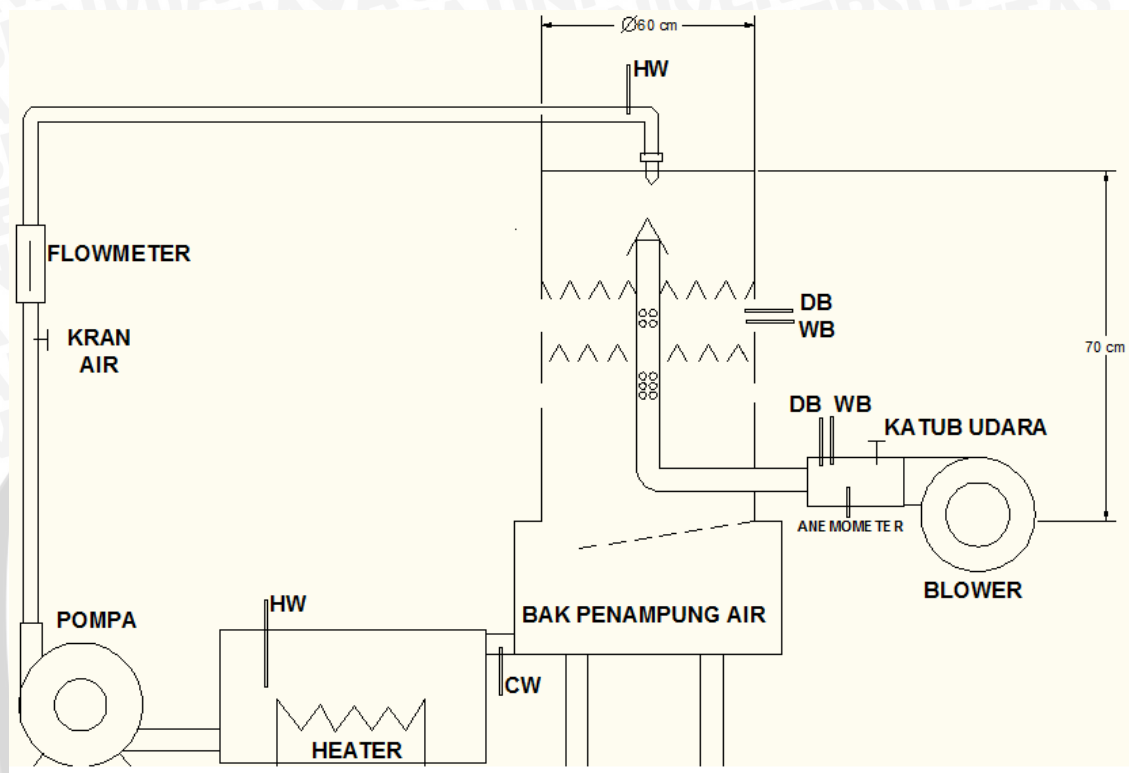 Ø60 cm
HW
FLOWMETER
DB
WB
KRAN
AIR
70 cm
DB WB
KATUB UDARA
ANEMOMETER
BLOWER
POMPA
HW
BAK PENAMPUNG AIR
CW
HEATER